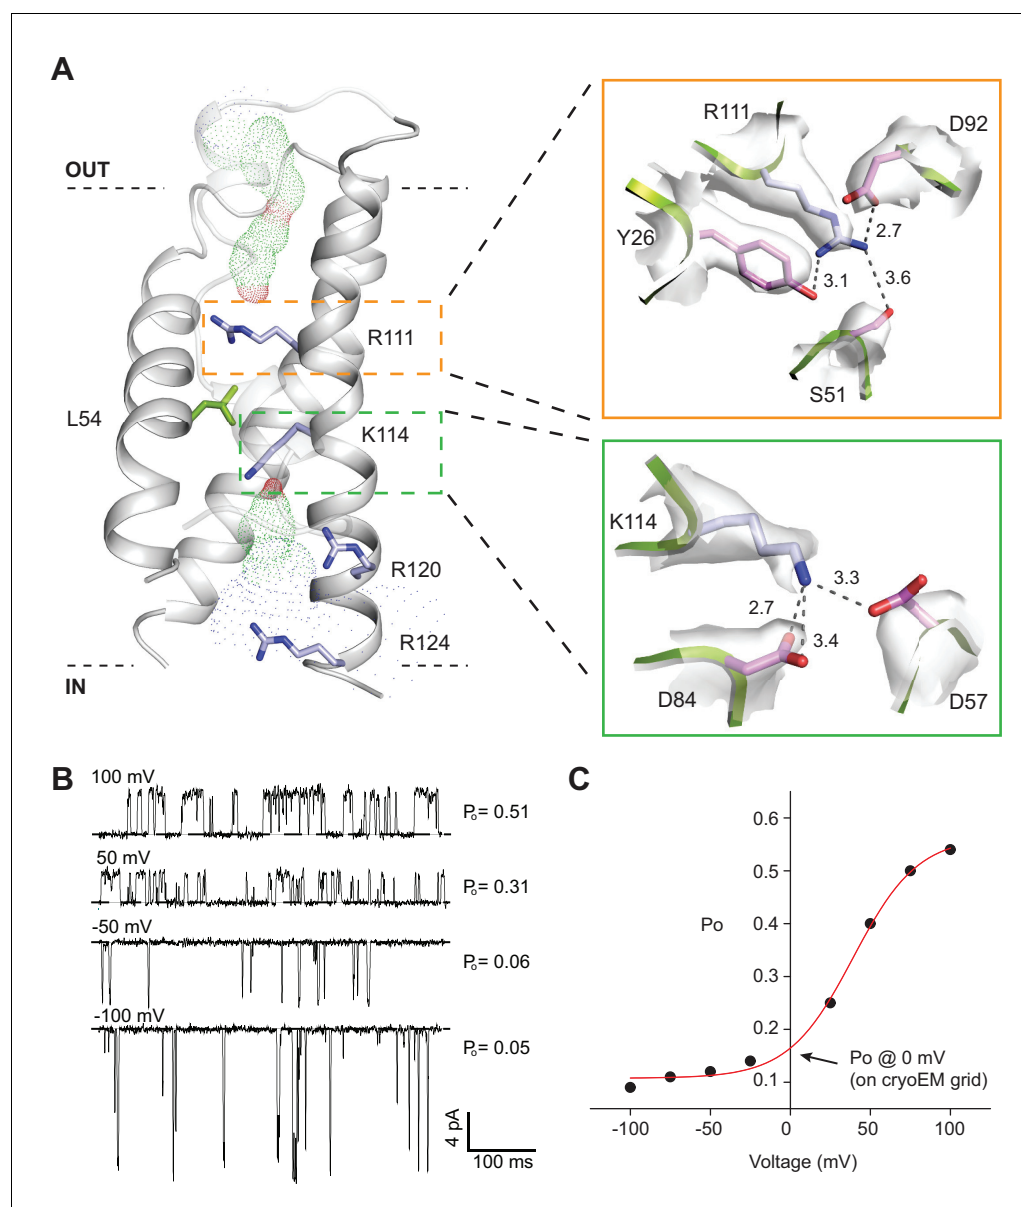 A
OUT
R111
L54
K114
R120
R124
IN
R111
D92
Y26
2.7
3.1
3.6
S51
K114
3.3
2.7
3.4
D84
D57
B
100 mV
Po = 0.51
50 mV
Po = 0.31
-50 mV
Po = 0.06
-100 mV
Po = 0.05
4 pA
100 ms
C
0.6
0.5
Po
0.4
0.3
0.2
0.1
Po @ 0 mV
(on cryoEM grid)
-100 -50 0 50 100
Voltage (mV)